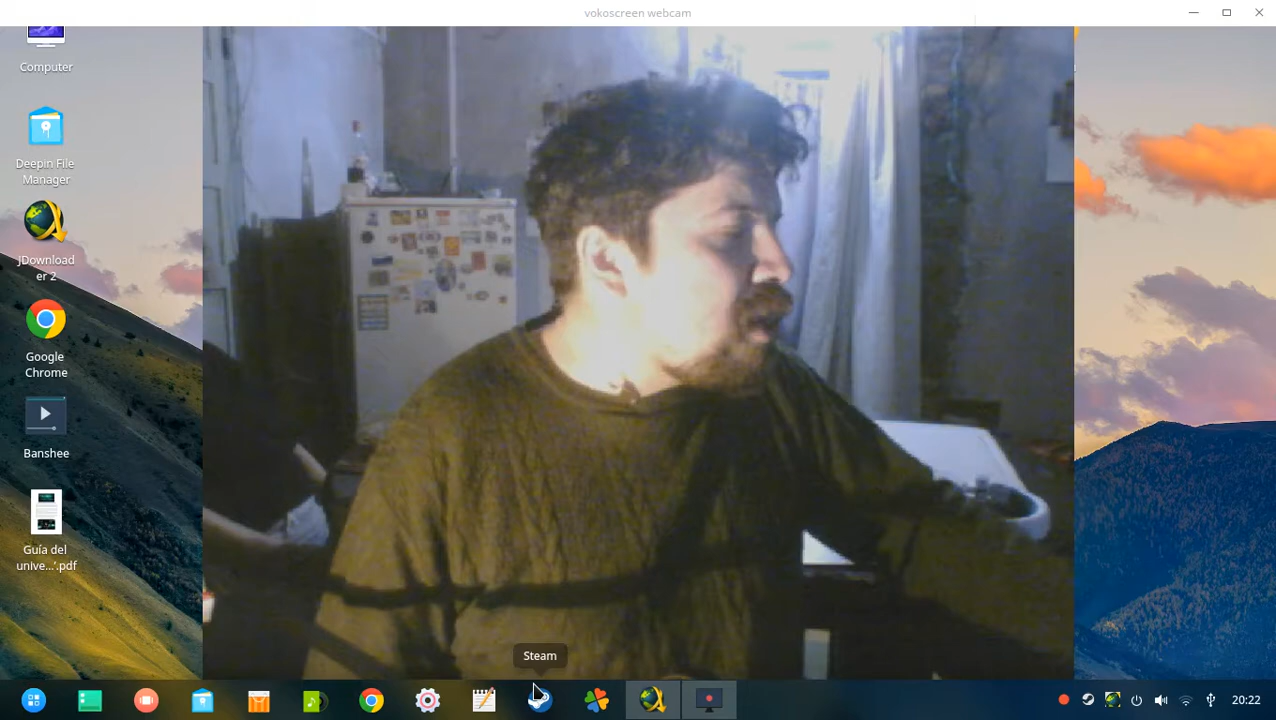 vokoscreen webcam
Computer
Deepin File
Manager
JDownload
er 2
Google
Chrome
Banshee
Guía del
unive...'.pdf
Steam
20:22